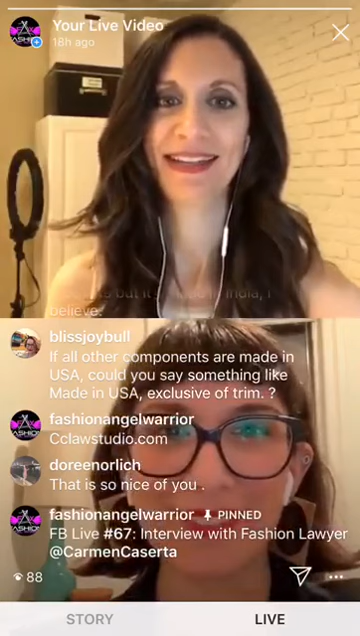 Your Live Video
18h ago
India, I
believe.
blissjoybull
If all other components are made in
USA, could you say something like
Made in USA, exclusive of trim. ?
fashionangelwarrior
Cclawstudio.com
doreenorlich
That is so nice of you .
fashionangelwarrior PINNED
FB Live #67: Interview with Fashion Lawyer
@CarmenCaserta
88
STORY LIVE